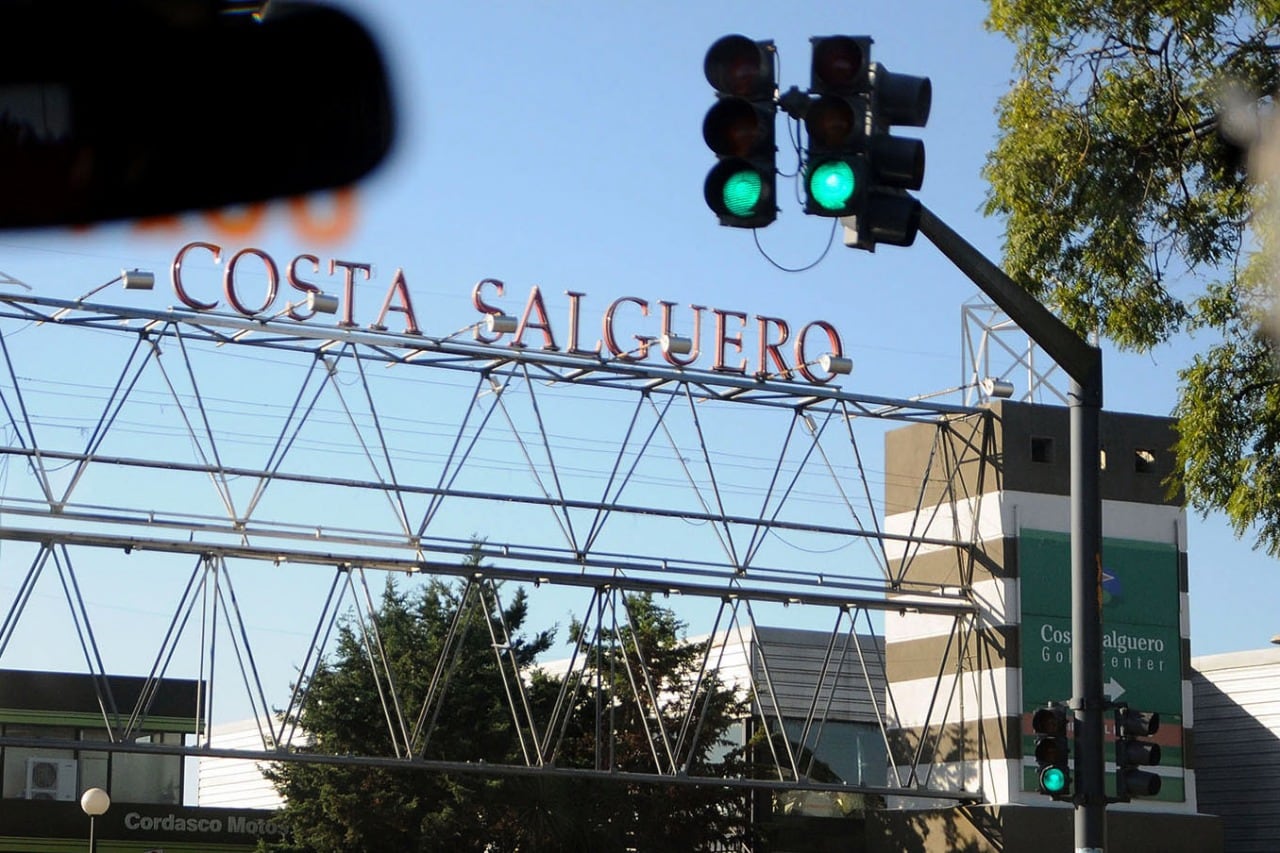 COSTA SALGUERO
Costa Salguero
Golf Center
Cordasco Motos